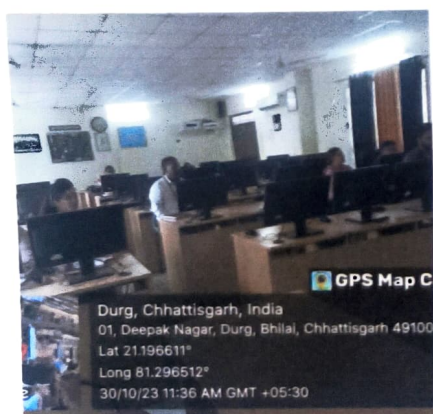 GPS Map C
Durg, Chhattisgarh, India
01, Deepak Nagar, Durg, Bhilai, Chhattisgarh 49100
Lat 21.196611°
Long 81.296512°
30/10/23 11:36 AM GMT +05:30